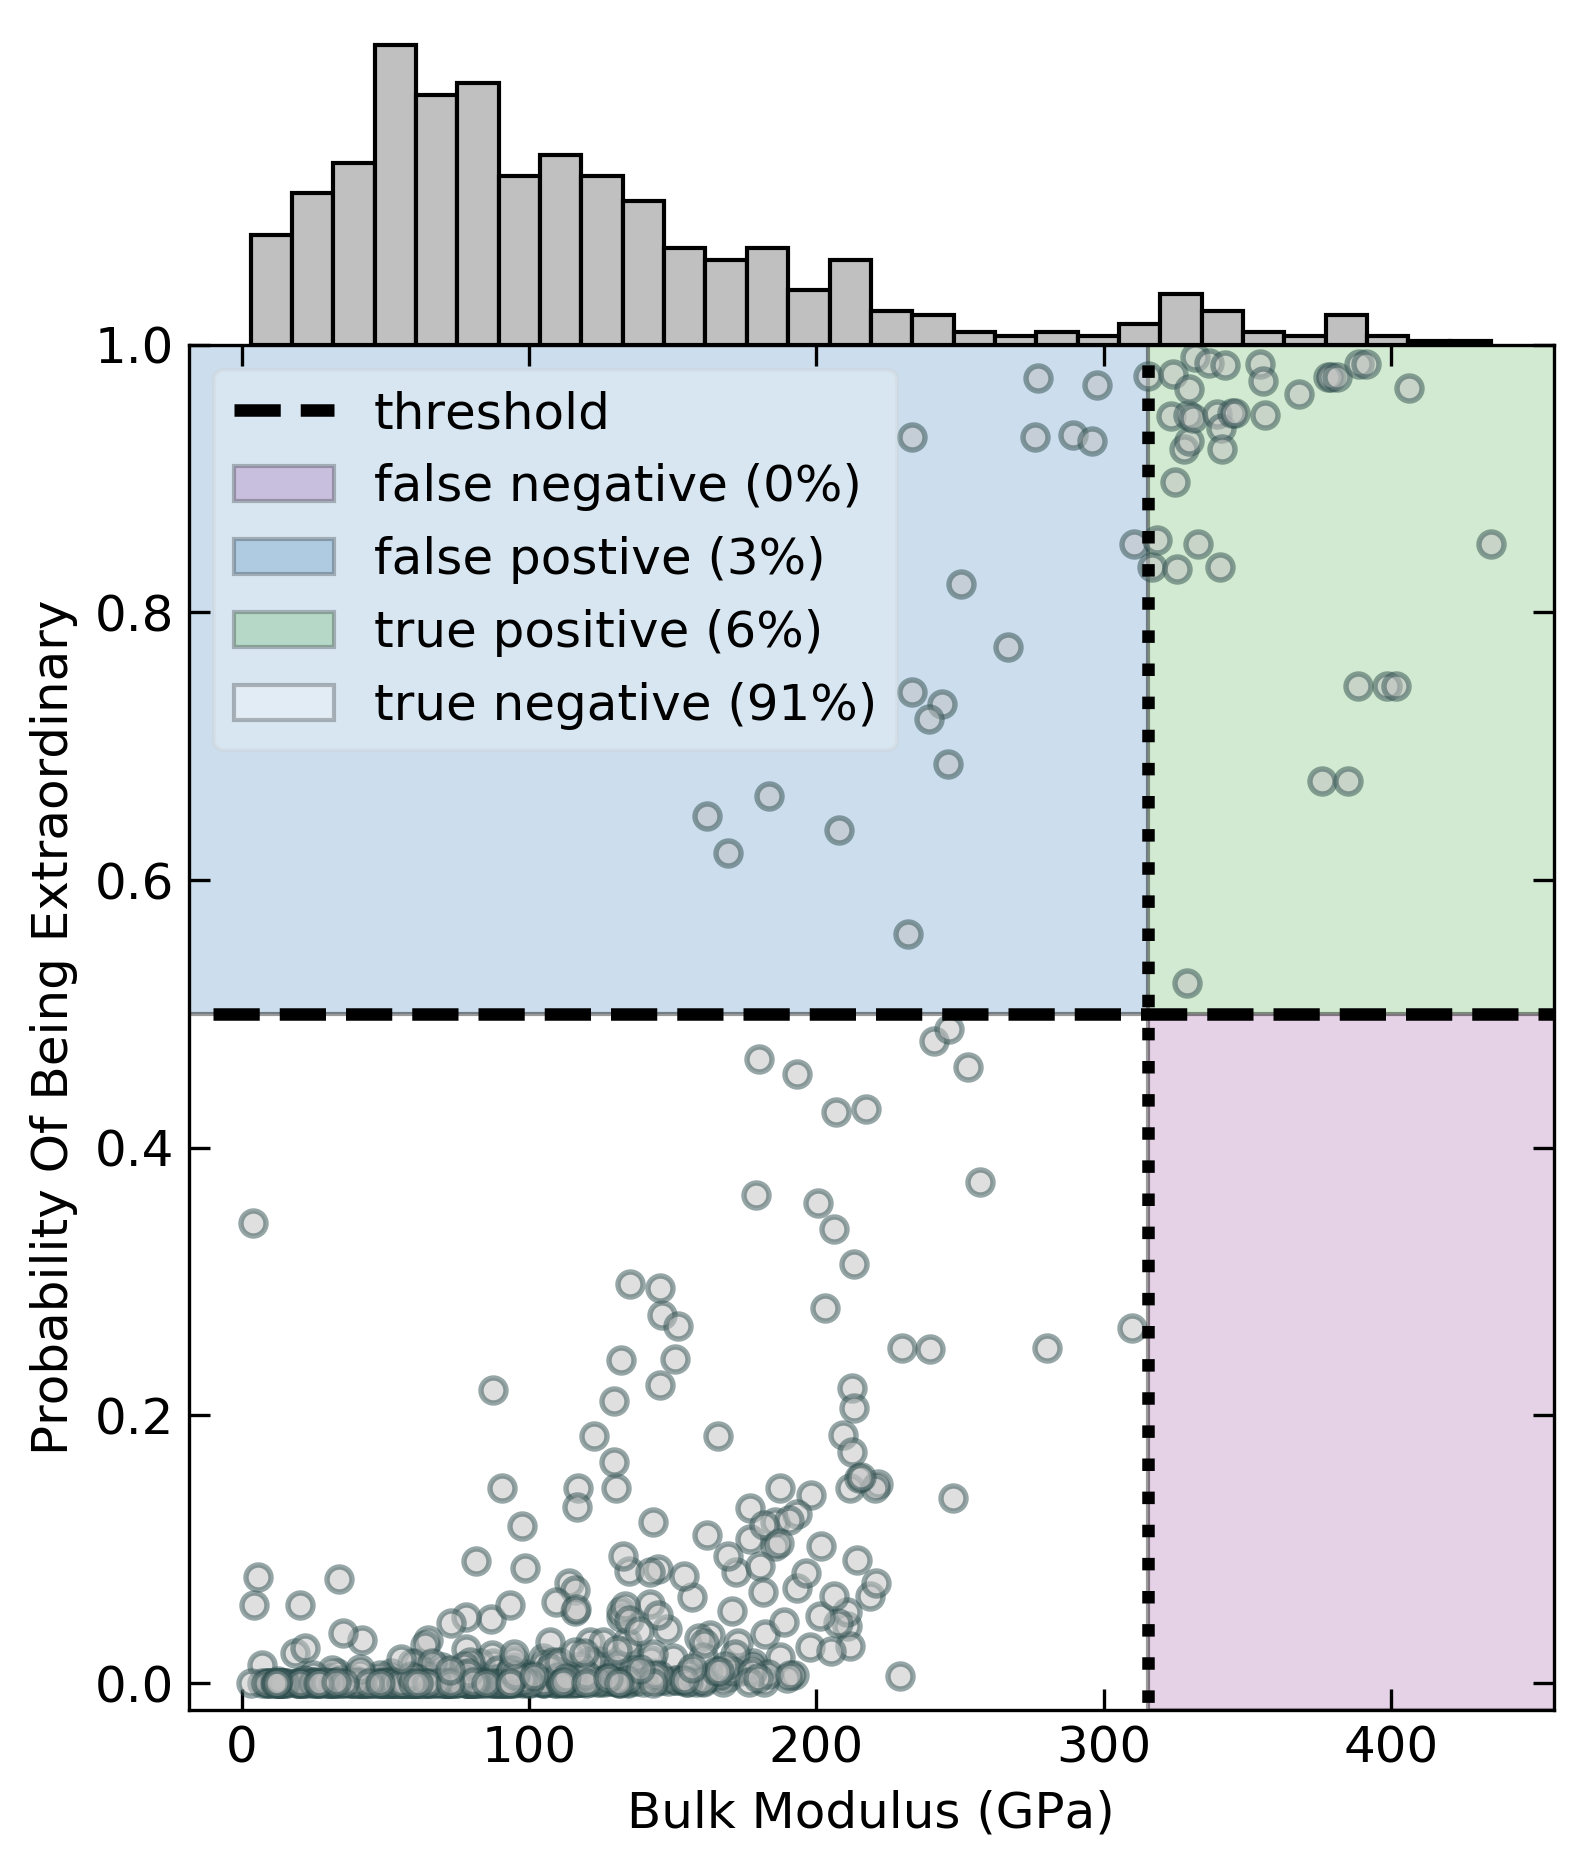 1.0
0.8
0.6
0.4
0.2
0.0
Probability Of Being Extraordinary
threshold
false negative (0%)
false postive (3%)
true positive (6%)
true negative (91%)
0 100 200 300 400
Bulk Modulus (GPa)